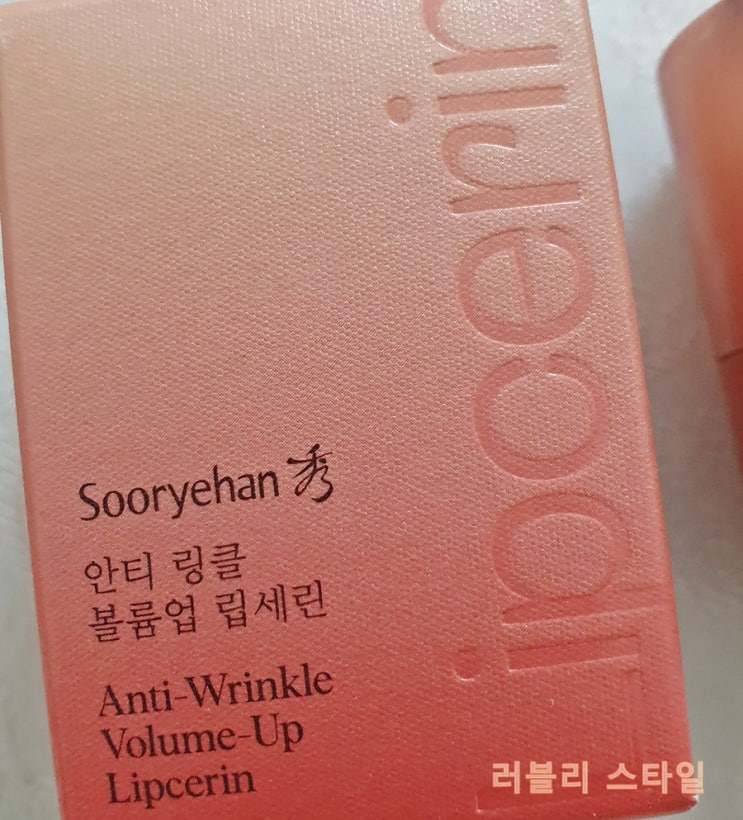 Lipcerin
Sooryehan 秀
안티 링클
볼륨업 립세린
Anti-Wrinkle
Volume-Up
Lipcerin
러블리 스타일